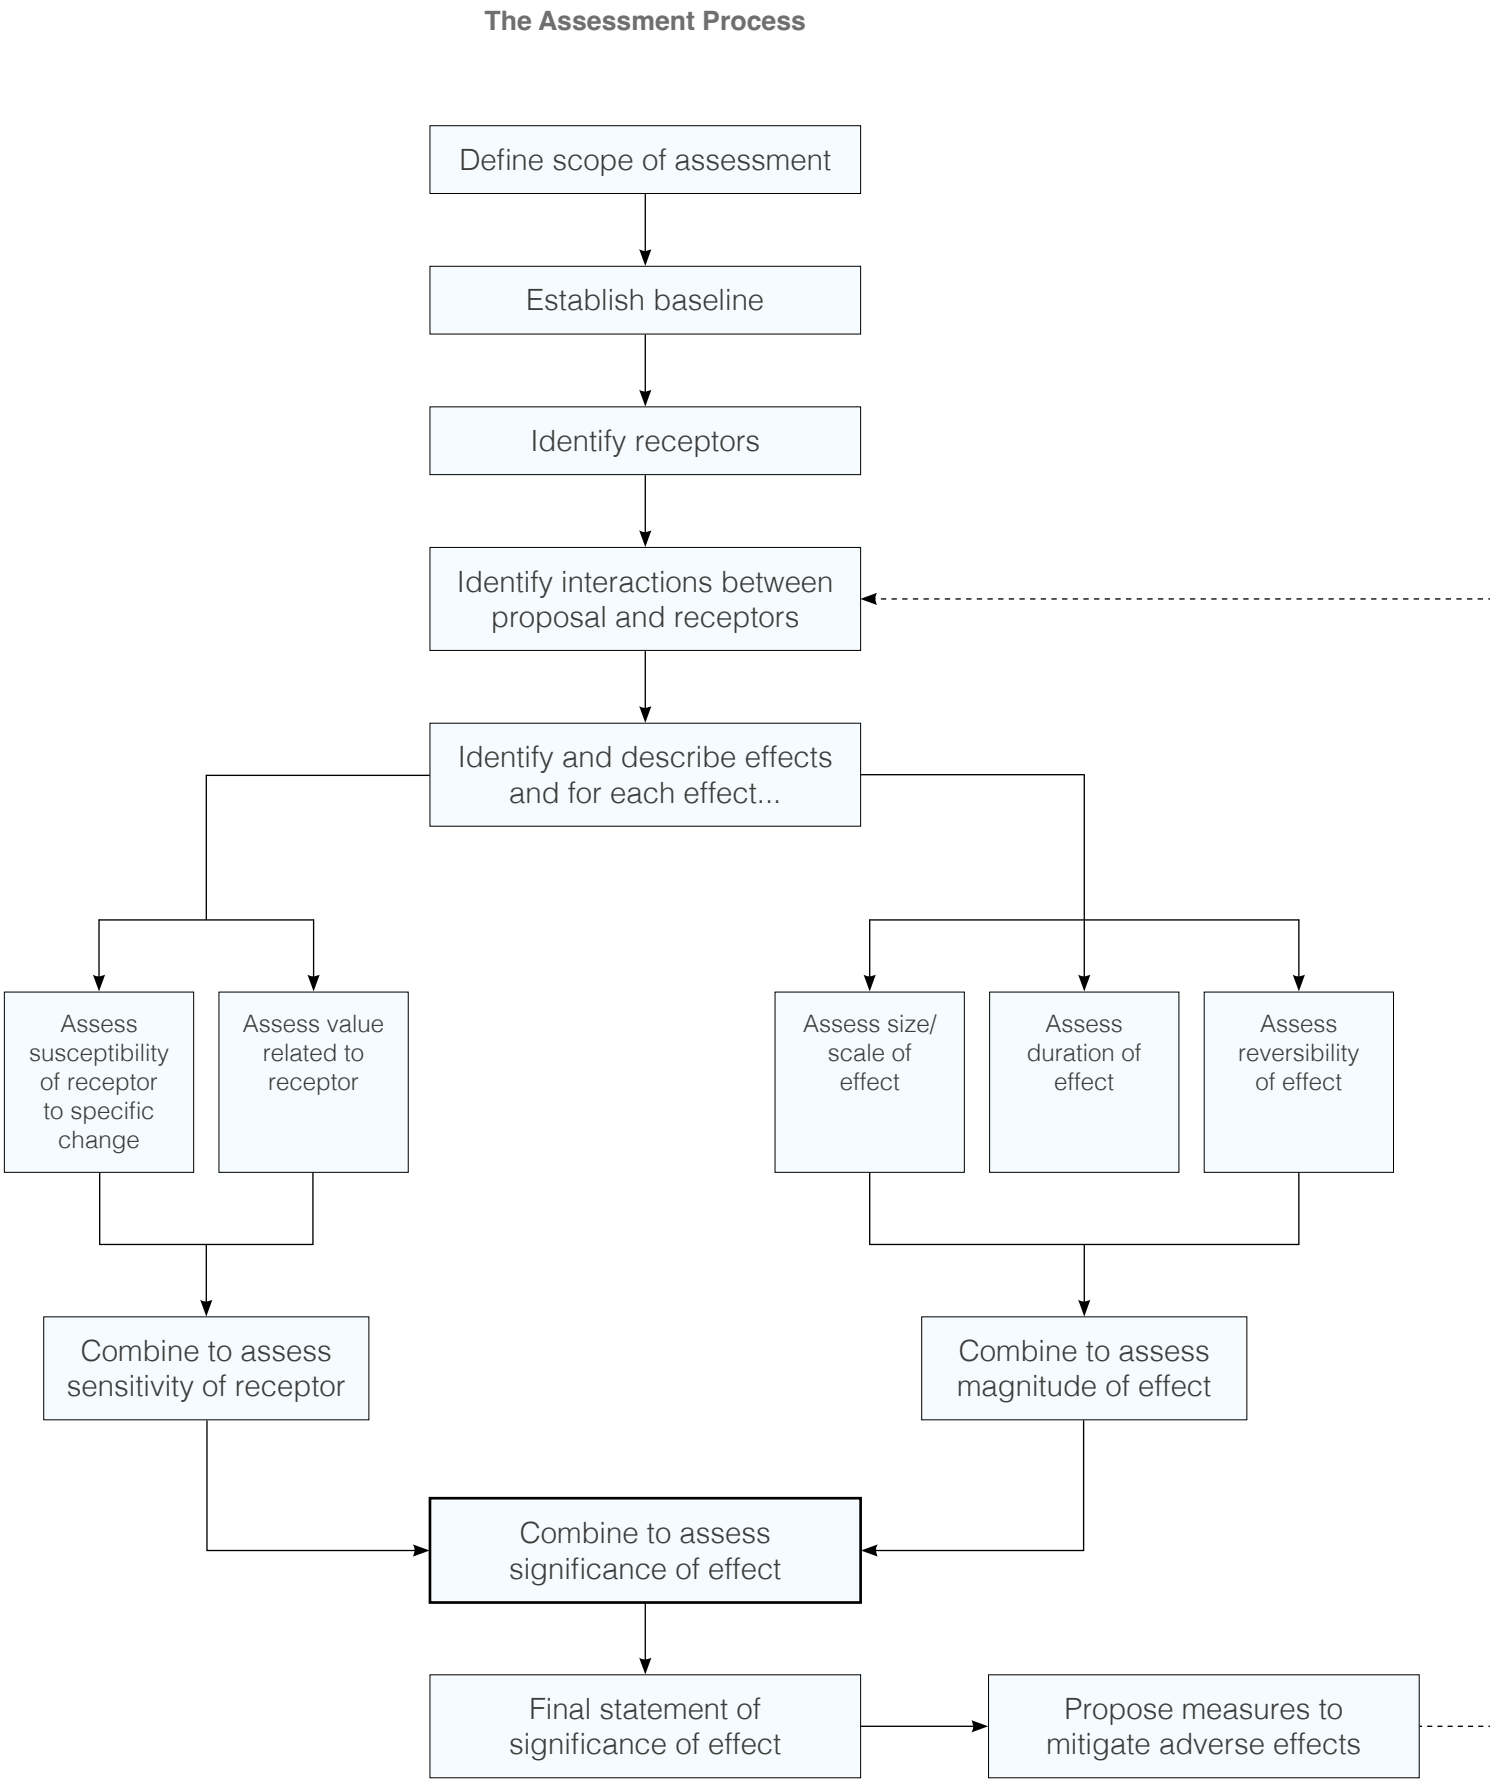 The Assessment Process
Define scope of assessment
Establish baseline
Identify receptors
Identify interactions between
proposal and receptors
Identify and describe effects
and for each effect...
Assess
susceptibility
of receptor
to specific
change
Assess value
related to
receptor
Assess size/
scale of
effect
Assess
duration of
effect
Assess
reversibility
of effect
Combine to assess
sensitivity of receptor
Combine to assess
magnitude of effect
Combine to assess
significance of effect
Final statement of
significance of effect
Propose measures to
mitigate adverse effects